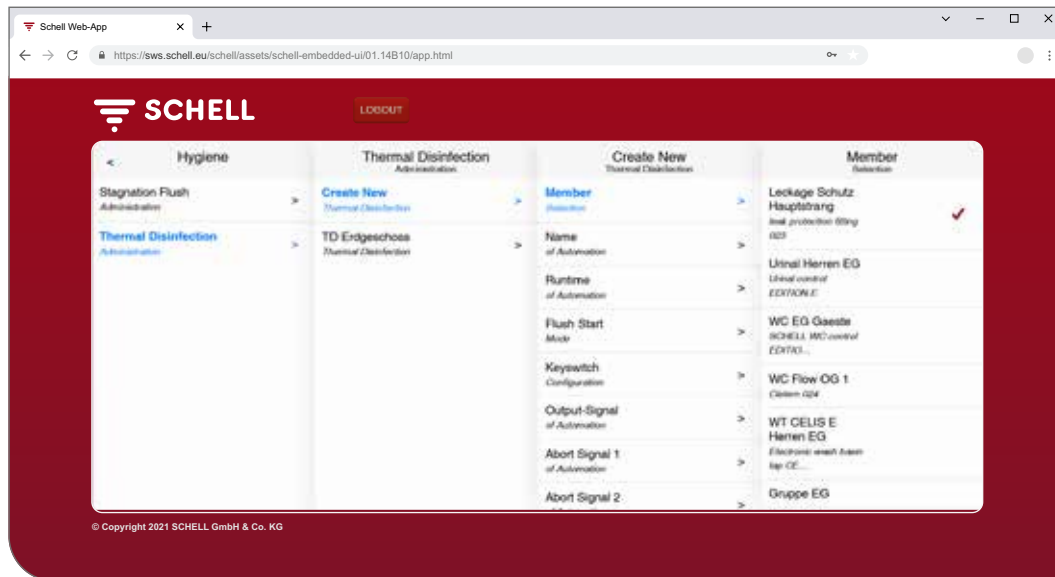 Schell Web-App
https://sws.schell.eu/schell/assets/schell-embedded-ui/01.14B10/app.html
SCHELL
LOGOUT
Hygiene
Stagnation Flush
Administration
Thermal Disinfection
Administration
Thermal Disinfection
Administration
Create New
Thermal Disinfection
TD Erdgeschoss
Thermal Disinfection
Create New
Thermal Disinfection
Member
Selection
Name
of Automation
Runtime
of Automation
Flush Start
Mode
Keyswitch
Configuration
Output-Signal
of Automation
Abort Signal 1
of Automation
Abort Signal 2
Member
Selection
Leckage Schutz
Hauptstrang
leak protection fitting
023
Urinal Herren EG
Urinal control
EDITION E
WC EG Gaeste
SCHELL WC control
EDITIO...
WC Flow OG 1
Cistern 024
WT CELIS E
Herren EG
Electronic wash basin
tap CE...
Gruppe EG
© Copyright 2021 SCHELL GmbH & Co. KG